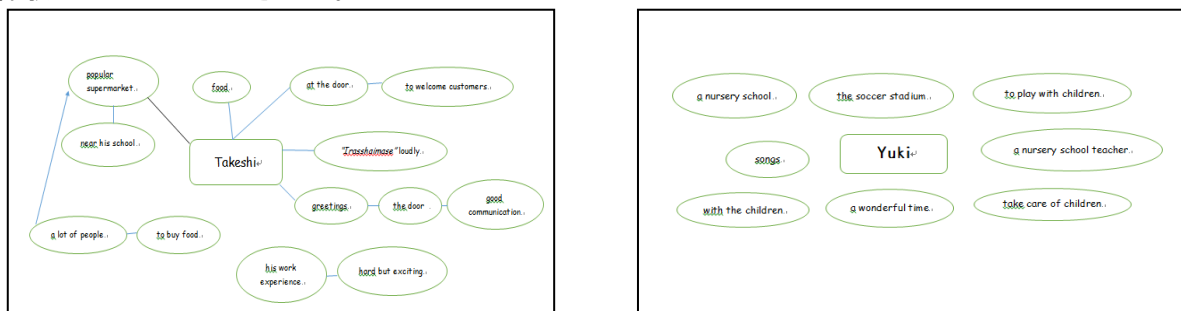 popular
supermarket.
food.
at the door.
to welcome customers.
near his school.
Takeshi
"Irasshaimase" loudly.
greetings.
the door .
good
communication.
a lot of people.
to buy food.
his work
experience.
hard but exciting.
a nursery school.
the soccer stadium.
to play with children.
songs.
Yuki
a nursery school teacher.
with the children.
a wonderful time.
take care of children.